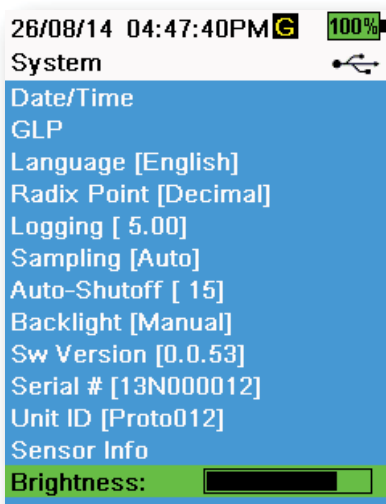 26/08/14 04:47:40PM G 100%
System
Date/Time
GLP
Language [English]
Radix Point [Decimal]
Logging [ 5.00]
Sampling [Auto]
Auto-Shutoff [ 15]
Backlight [Manual]
Sw Version [0.0.53]
Serial # [13N000012]
Unit ID [Proto012]
Sensor Info
Brightness: